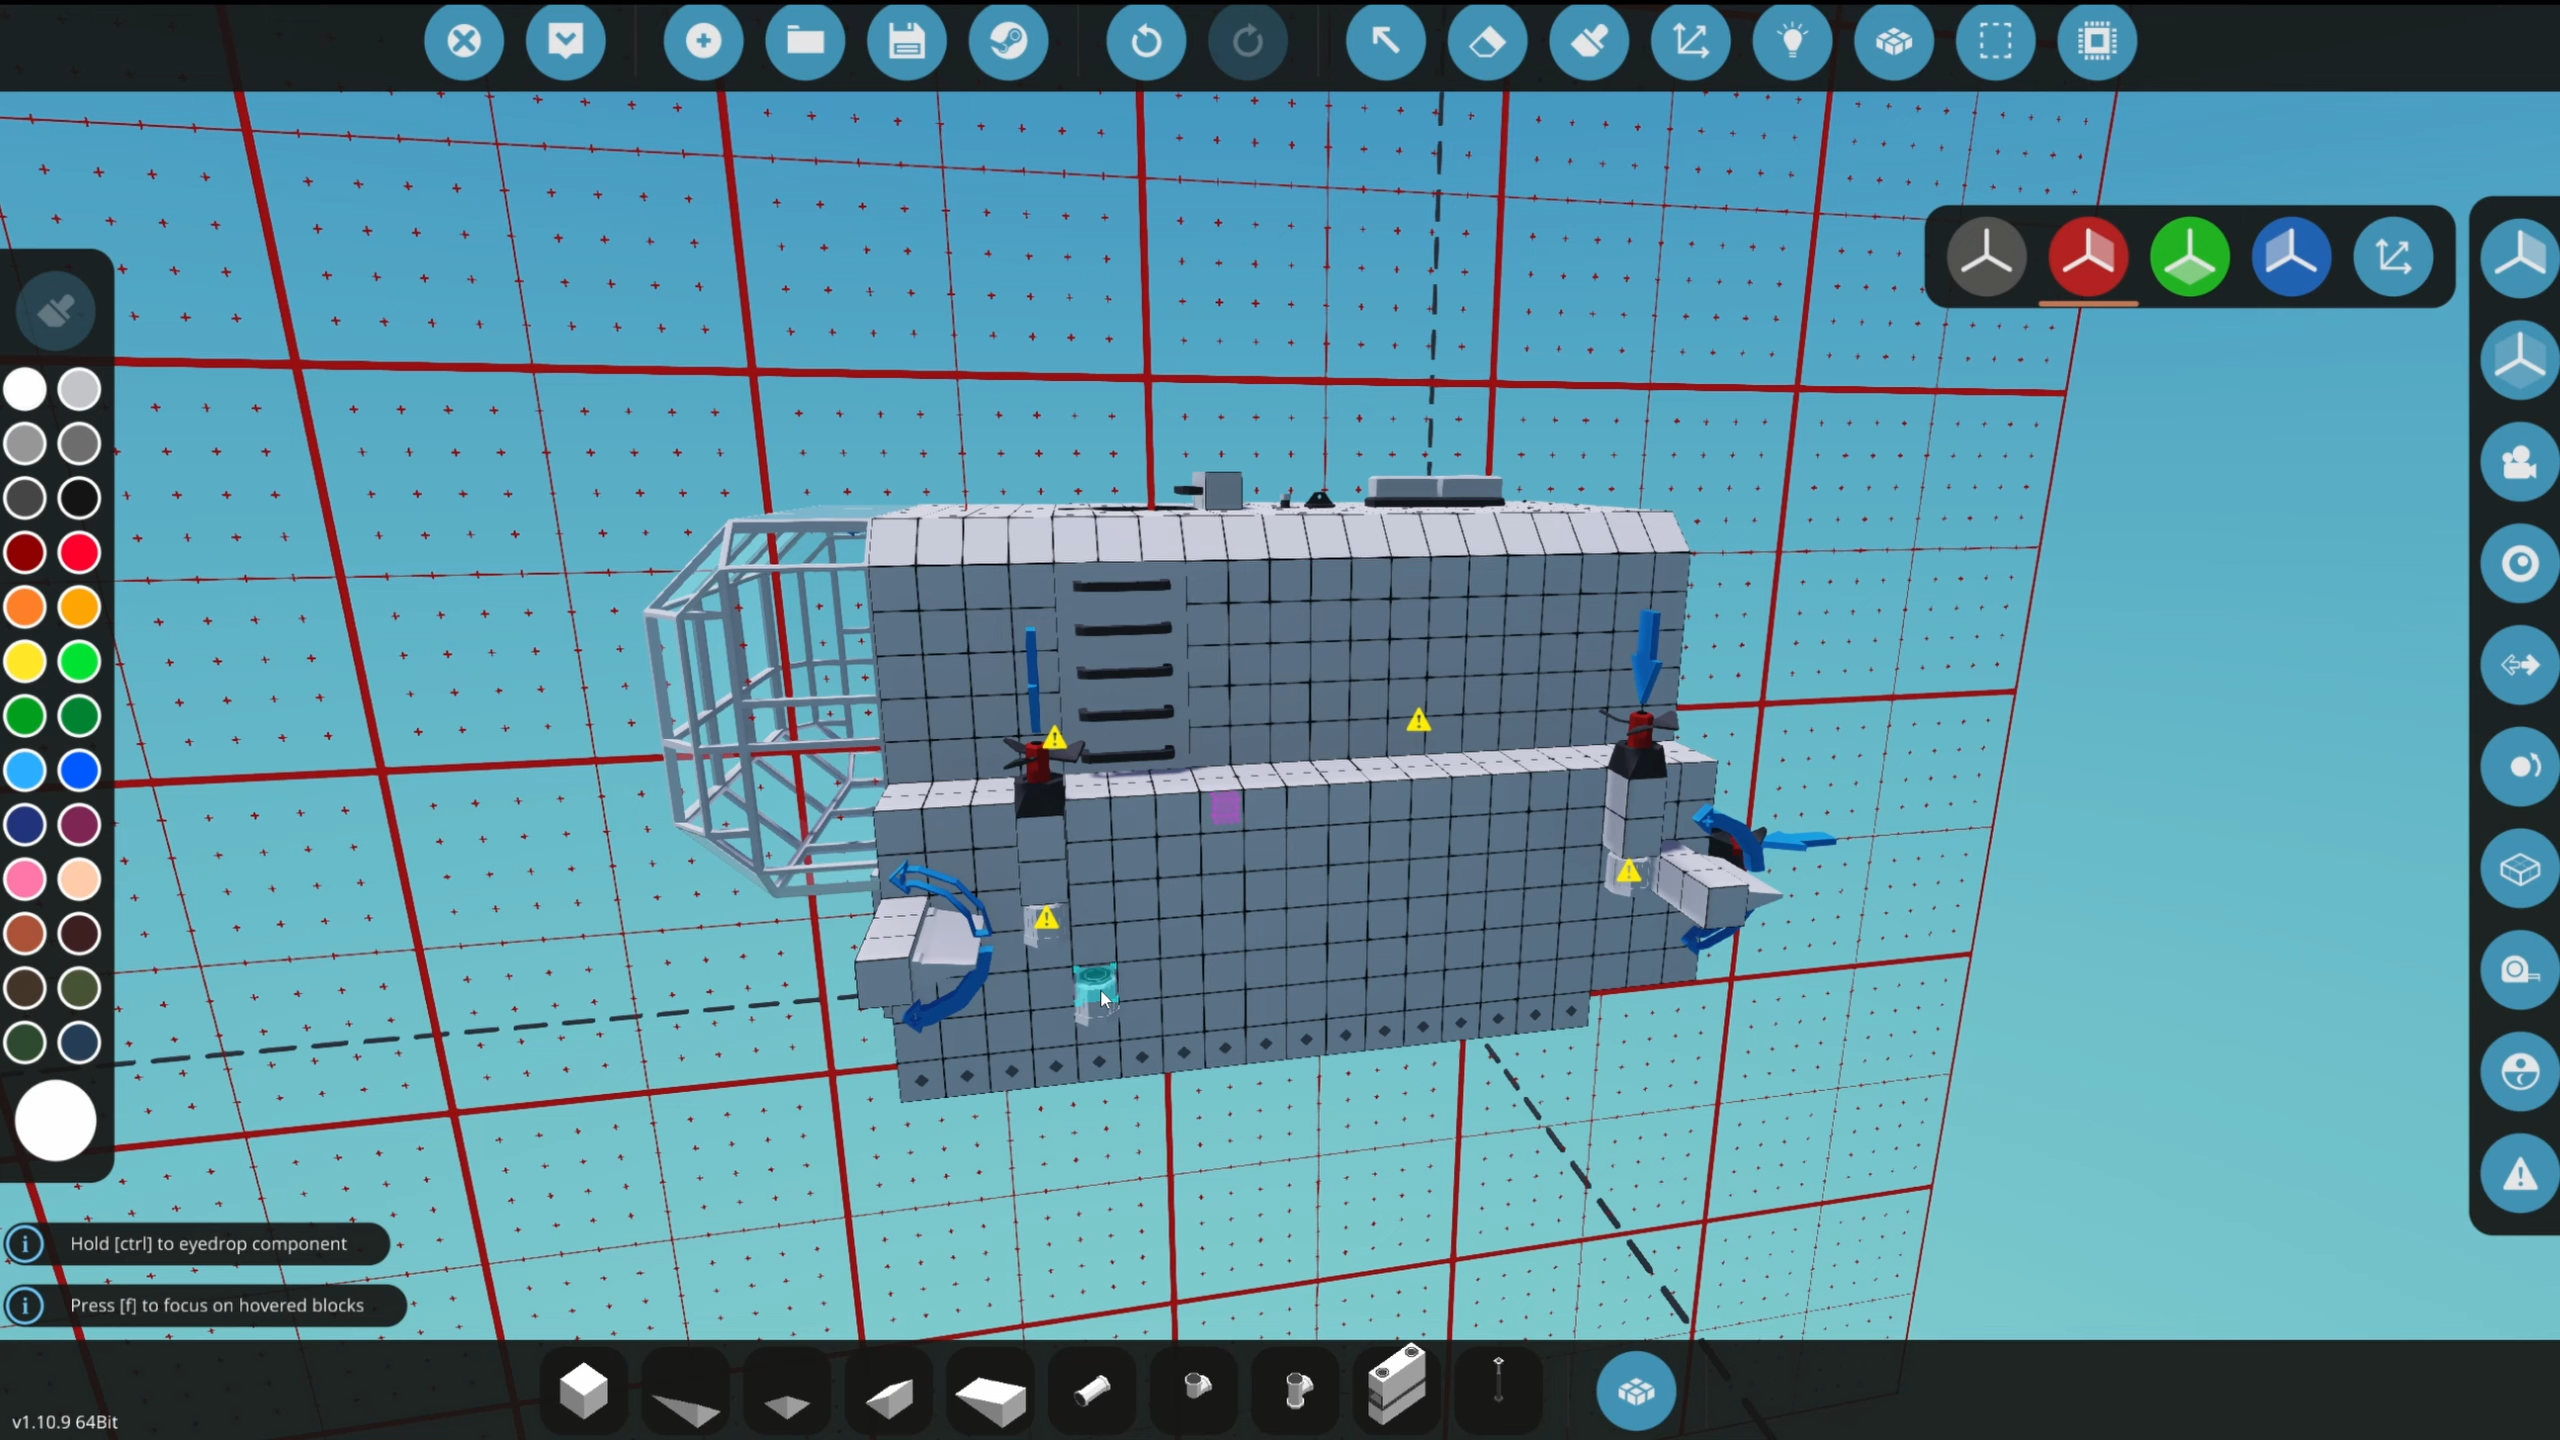 Hold [ctrl] to eyedrop component
Press [f] to focus on hovered blocks
v1.10.9 64Bit